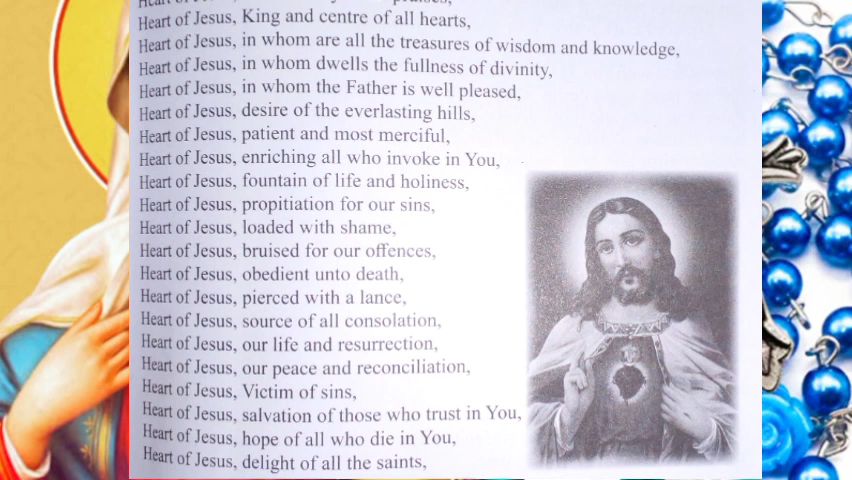 Heart of Jesus, King and centre of all hearts,
Heart of Jesus, in whom are all the treasures of wisdom and knowledge,
Heart of Jesus, in whom dwells the fullness of divinity,
Heart of Jesus, in whom the Father is well pleased,
Heart of Jesus, desire of the everlasting hills,
Heart of Jesus, patient and most merciful,
Heart of Jesus, enriching all who invoke in You,
Heart of Jesus, fountain of life and holiness,
Heart of Jesus, propitiation for our sins,
Heart of Jesus, loaded with shame,
Heart of Jesus, bruised for our offences,
Heart of Jesus, obedient unto death,
Heart of Jesus, pierced with a lance,
Heart of Jesus, source of all consolation,
Heart of Jesus, our life and resurrection,
Heart of Jesus, our peace and reconciliation,
Heart of Jesus, Victim of sins,
Heart of Jesus, salvation of those who trust in You,
Heart of Jesus, hope of all who die in You,
Heart of Jesus, delight of all the saints,